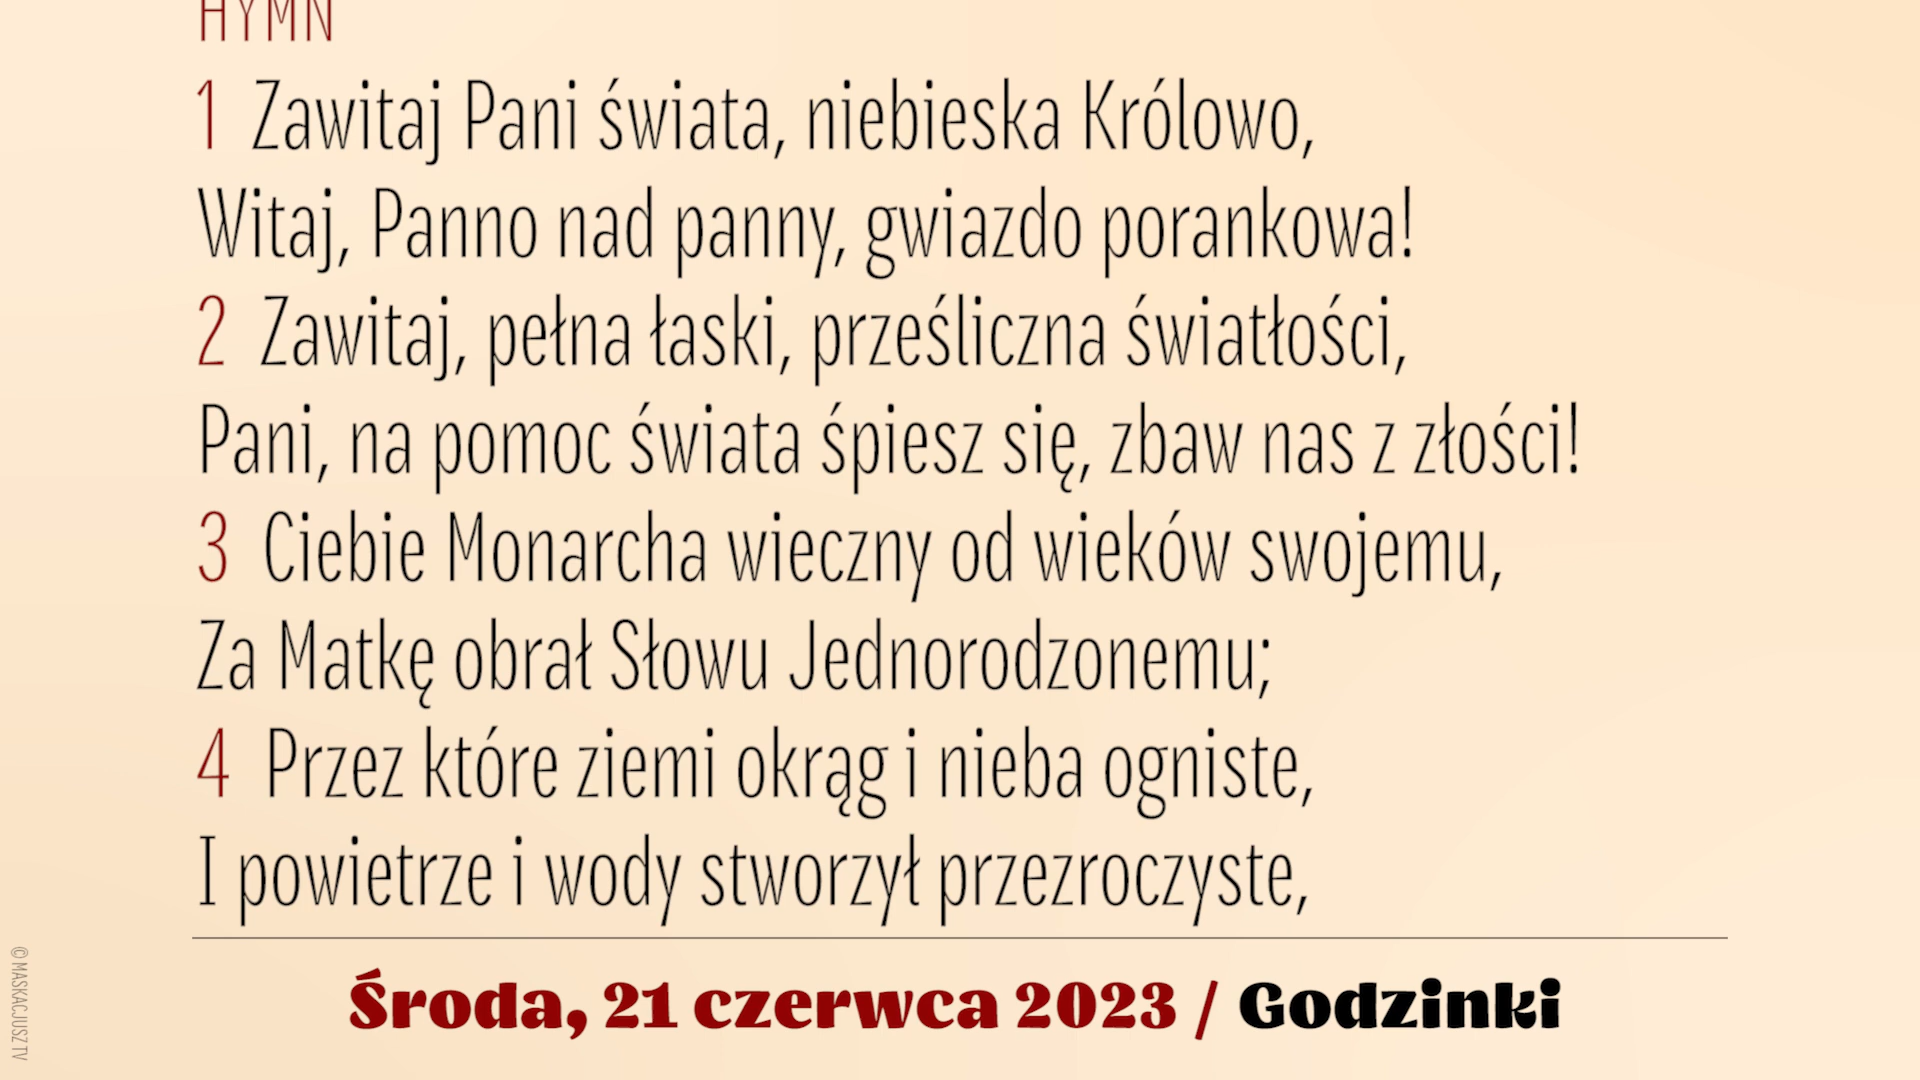 HYMN
1 Zawitaj Pani świata, niebieska Królowo,
Witaj, Panno nad panny, gwiazdo porankowa!
2 Zawitaj, pełna łaski, prześliczna światłości,
Pani, na pomoc świata śpiesz się, zbaw nas z złości!
3 Ciebie Monarcha wieczny od wieków swojemu,
Za Matkę obrał Słowu Jednorodzonemu;
4 Przez które ziemi okrąg i nieba ogniste,
I powietrze i wody stworzył przezroczyste,
Środa, 21 czerwca 2023 / Godzinki
© MASKACJUSZ TV